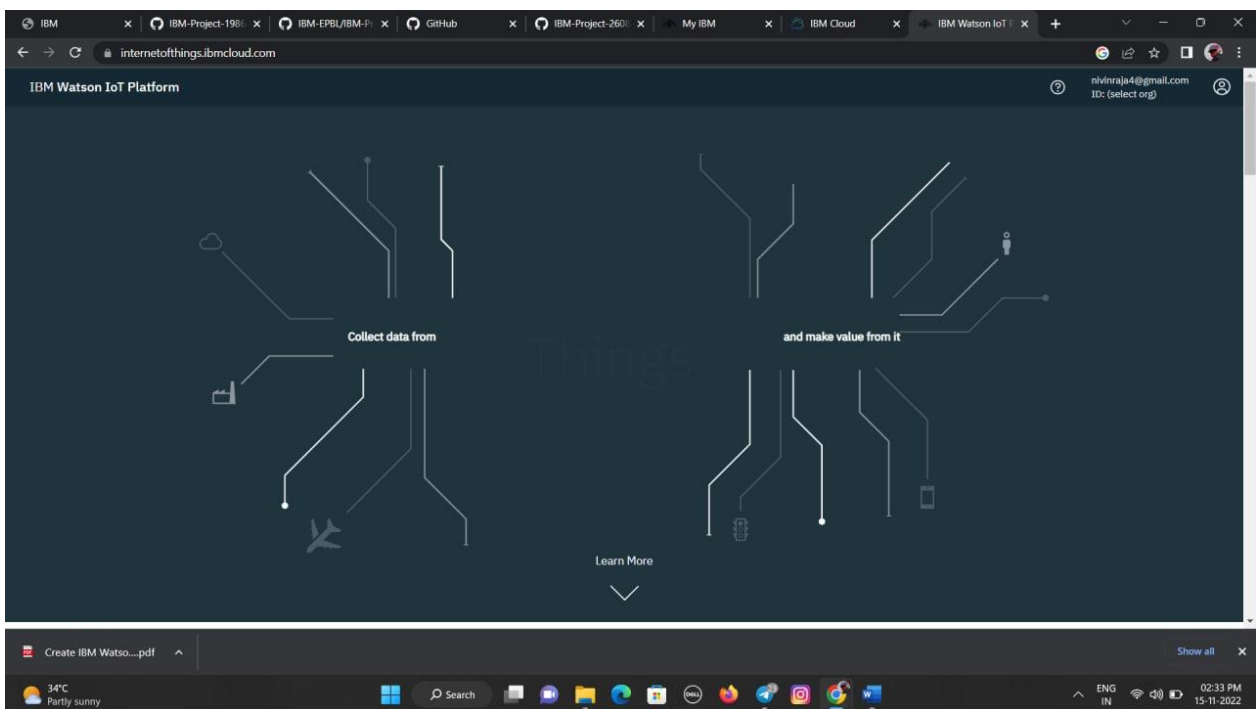 IBM
IBM-Project-1986
IBM-EPBL/IBM-P
GitHub
IBM-Project-260
My IBM
IBM Cloud
IBM Watson IoT
internetofthings.ibmcloud.com
IBM Watson IoT Platform
nivinraja4@gmail.com
ID: (select org)
Collect data from
Things
and make value from it
Learn More
Create IBM Watso....pdf
Show all
34°C
Partly sunny
Search
DELL
ENG
IN
02:33 PM
15-11-2022